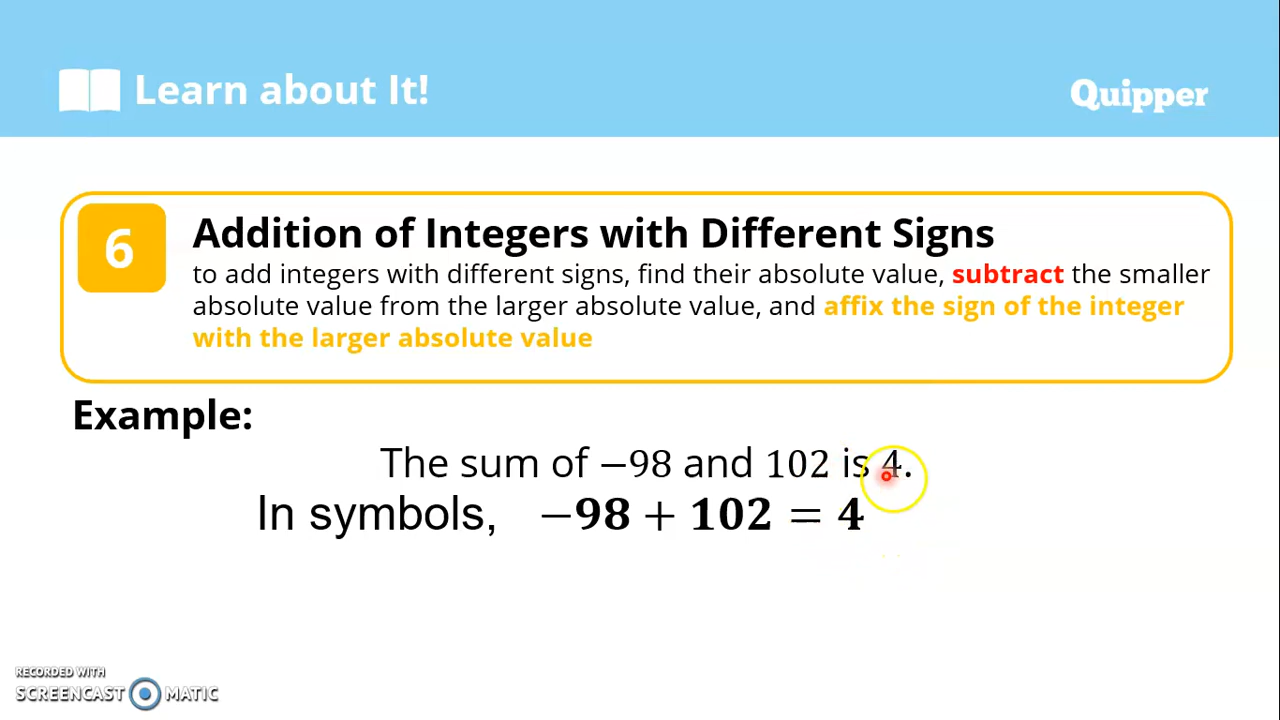 Learn about It!
Quipper
6
Addition of Integers with Different Signs
to add integers with different signs, find their absolute value, subtract the smaller
absolute value from the larger absolute value, and affix the sign of the integer
with the larger absolute value
Example:
The sum of −98 and 102 is 4.
In symbols, −98 + 102 = 4
RECORDED WITH
SCREENCAST MATIC